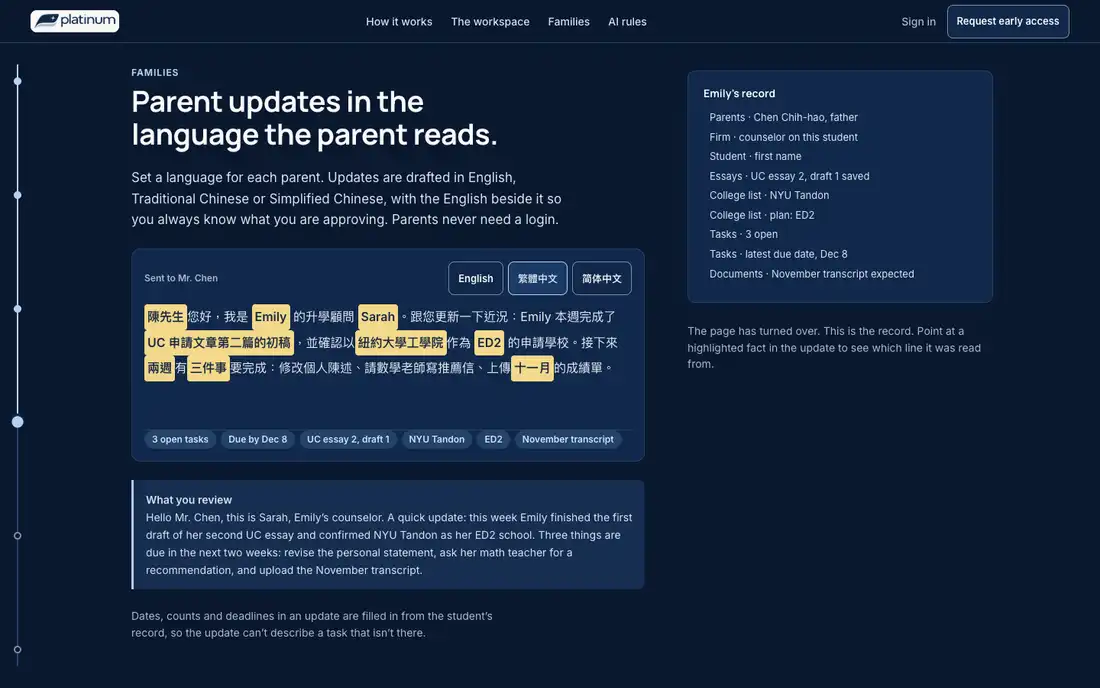 platinum
How it works
The workspace
Families
AI rules
Sign in
Request early access
FAMILIES
Parent updates in the
language the parent reads.
Set a language for each parent. Updates are drafted in English,
Traditional Chinese or Simplified Chinese, with the English beside it so
you always know what you are approving. Parents never need a login.
Sent to Mr. Chen
English
繁體中文
简体中文
陳先生您好，我是 Emily 的升學顧問 Sarah 。跟您更新一下近況：Emily 本週完成了
UC 申請文章第二篇的初稿 ，並確認以紐約大學工學院作為 ED2 的申請學校。接下來
兩週 有 三件事 要完成：修改個人陳述、請數學老師寫推薦信、上傳 十一月 的成績單。
3 open tasks
Due by Dec 8
UC essay 2, draft 1
NYU Tandon
ED2
November transcript
What you review
Hello Mr. Chen, this is Sarah, Emily’s counselor. A quick update: this week Emily finished the first
draft of her second UC essay and confirmed NYU Tandon as her ED2 school. Three things are
due in the next two weeks: revise the personal statement, ask her math teacher for a
recommendation, and upload the November transcript.
Dates, counts and deadlines in an update are filled in from the student’s
record, so the update can’t describe a task that isn’t there.
Emily’s record
Parents · Chen Chih-hao, father
Firm · counselor on this student
Student · first name
Essays · UC essay 2, draft 1 saved
College list · NYU Tandon
College list · plan: ED2
Tasks · 3 open
Tasks · latest due date, Dec 8
Documents · November transcript expected
The page has turned over. This is the record. Point at a
highlighted fact in the update to see which line it was read
from.